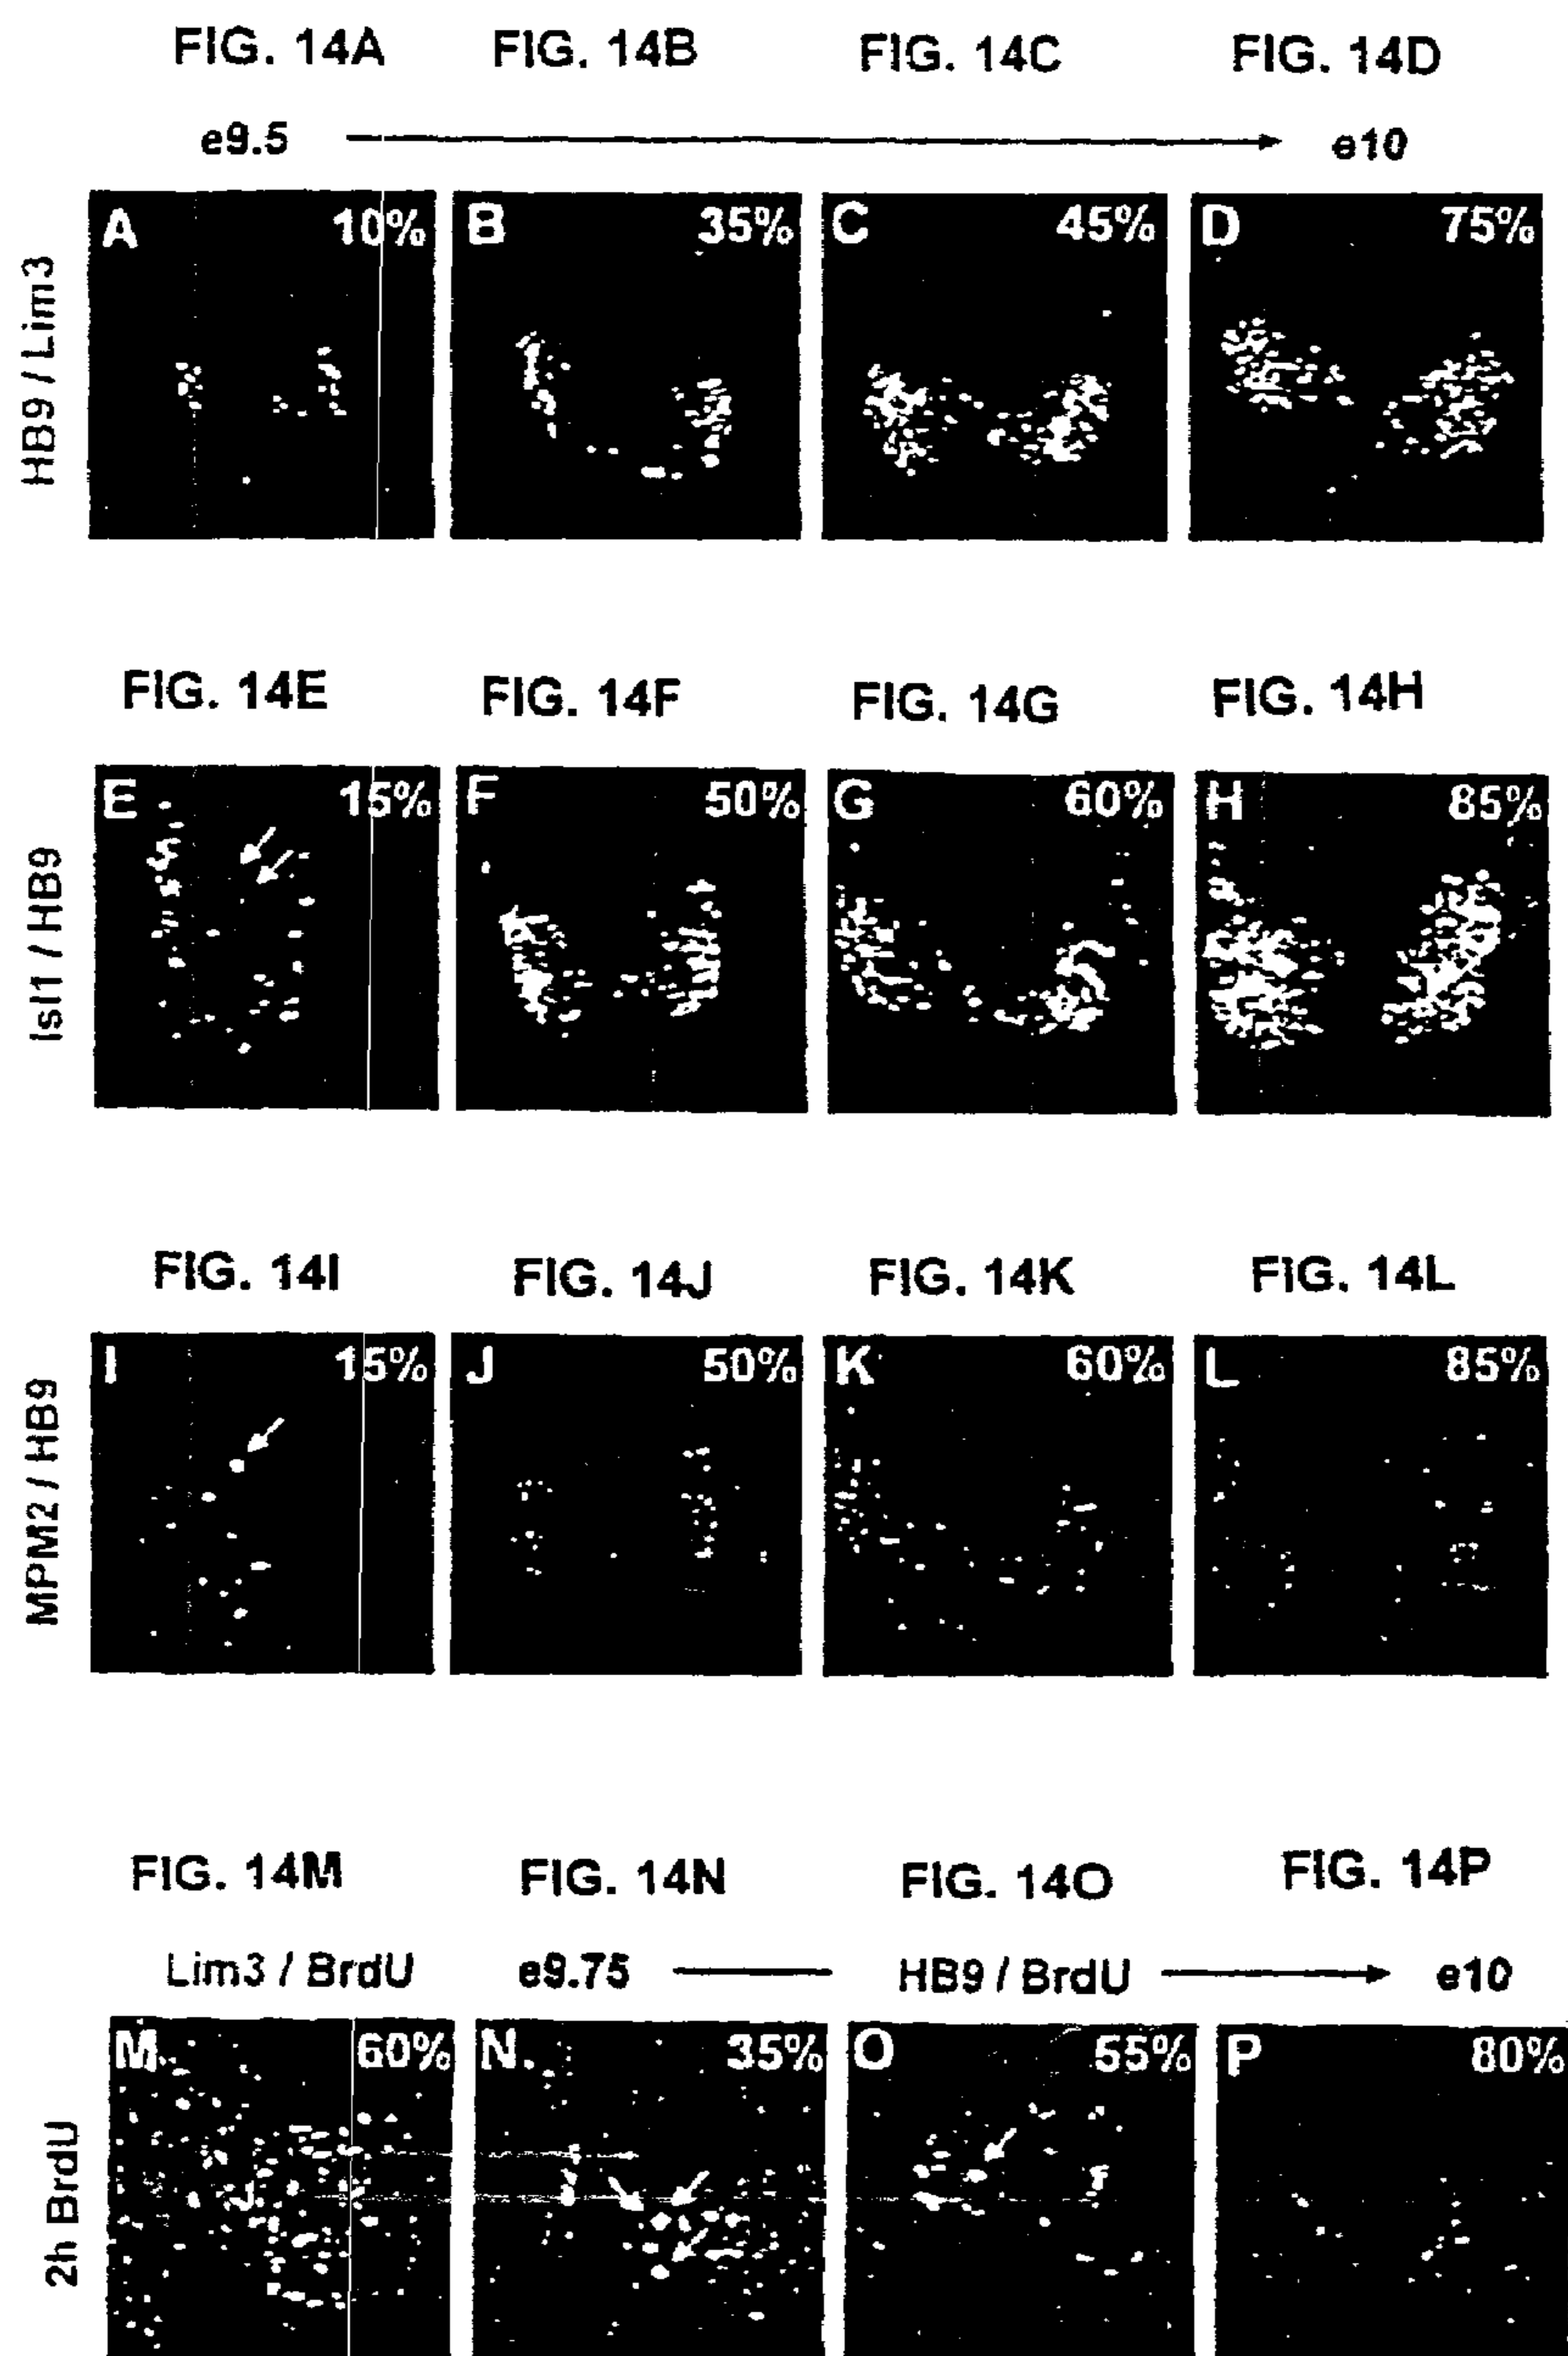 FIG. 14A FIG. 14B FIG. 14C FIG. 14D
e9.5 e10
HB9 / Lim3
A 10% B 35% C 45% D 75%
FIG. 14E FIG. 14F FIG. 14G FIG. 14H
Isl1 / HB9
E 15% F 50% G 60% H 85%
FIG. 14I FIG. 14J FIG. 14K FIG. 14L
MPM2 / HB9
I 15% J 50% K 60% L 85%
FIG. 14M FIG. 14N FIG. 14O FIG. 14P
Lim3 / BrdU e9.75 HB9 / BrdU e10
2h BrdU
M 60% N 35% O 55% P 80%